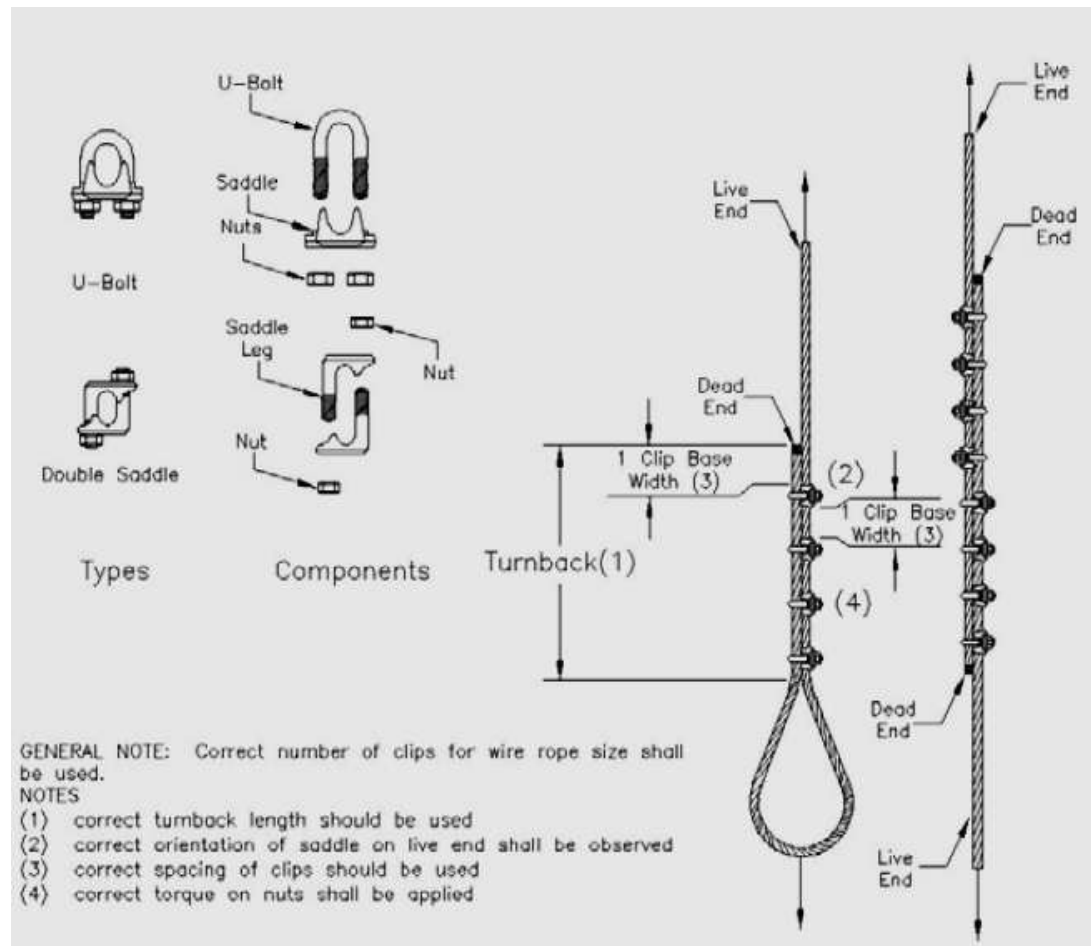 U-Bolt
Saddle
Nuts
U-Bolt
Saddle
Leg
Nut
Nut
Double Saddle
Types
Components
Live
End
Dead
End
1 Clip Base
Width (3)
(2)
1 Clip Base
Width (3)
Turnback(1)
(4)
Live
End
Dead
End
Dead
End
Live
End
GENERAL NOTE: Correct number of clips for wire rope size shall
be used.
NOTES
(1) correct turnback length should be used
(2) correct orientation of saddle on live end shall be observed
(3) correct spacing of clips should be used
(4) correct torque on nuts shall be applied